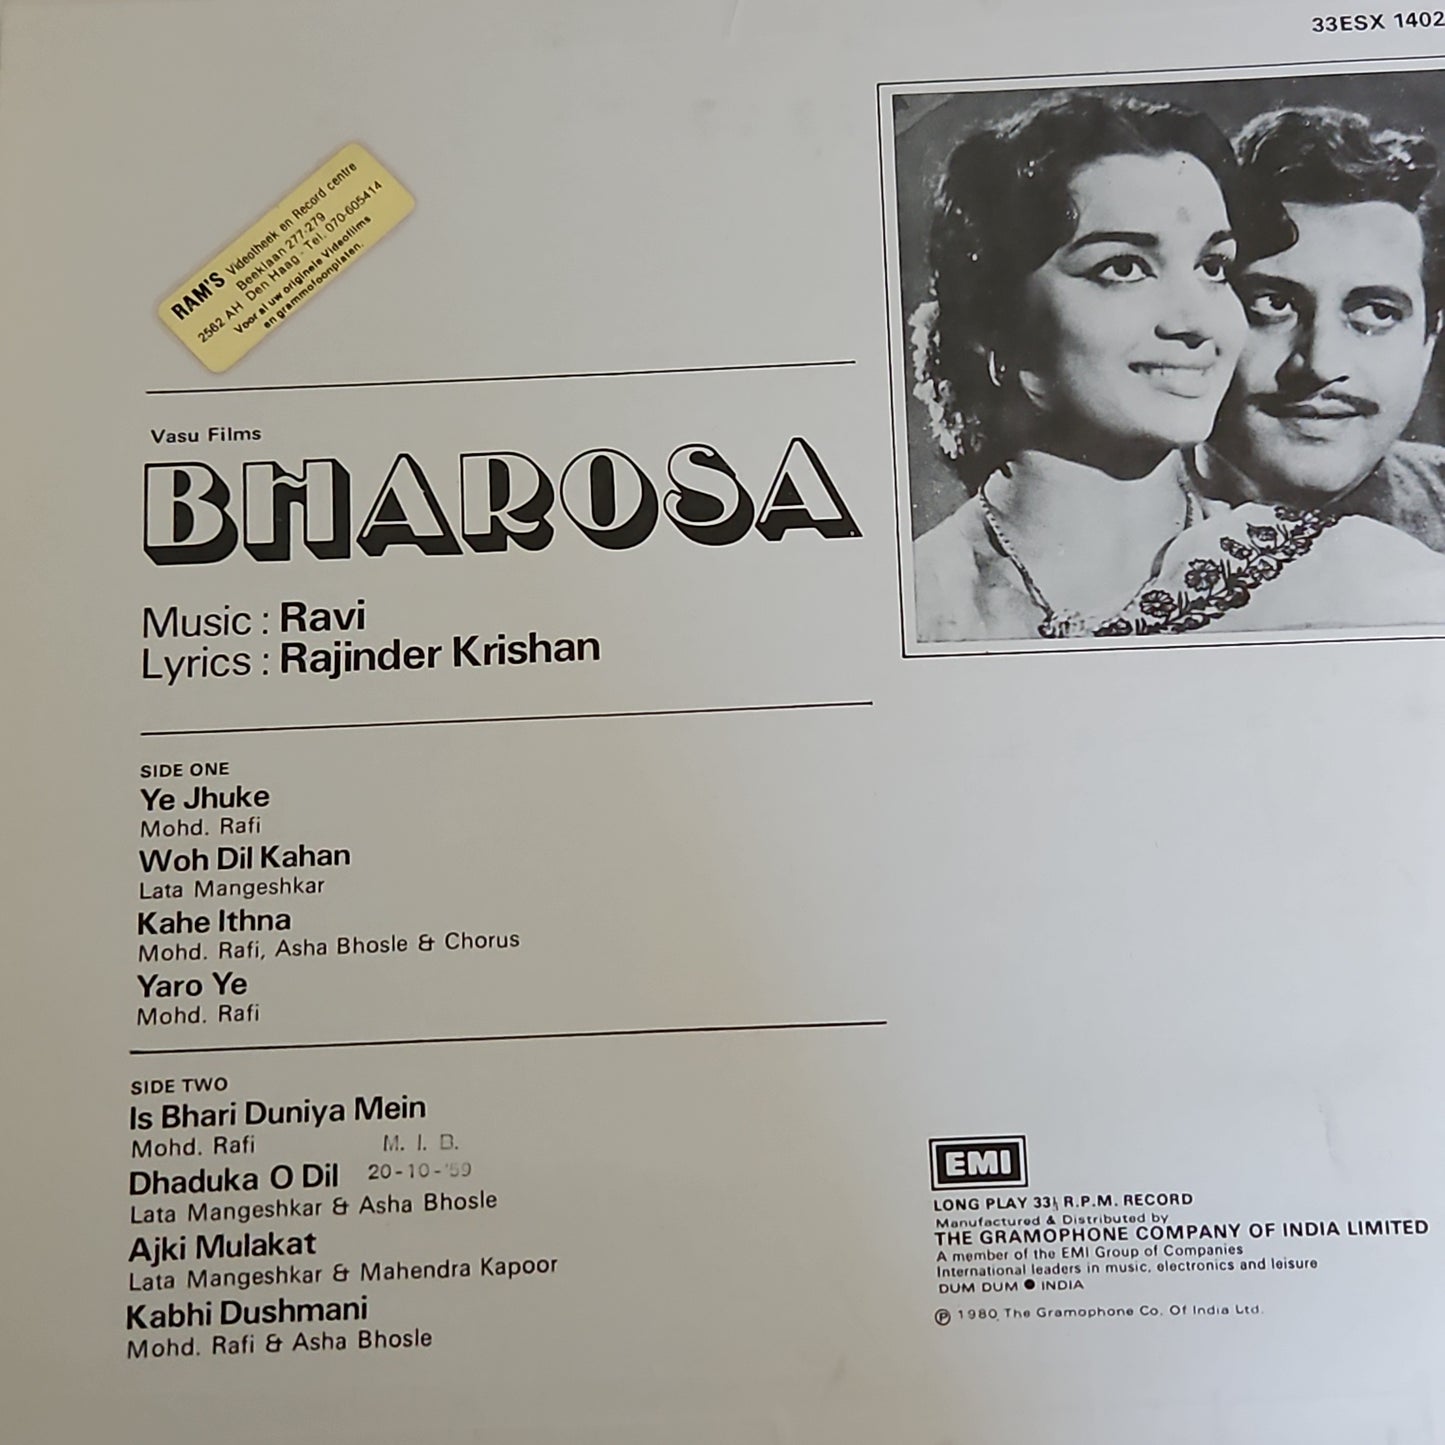 33ESX 1402
RAM'S Videotheek en Record centre
Beeklaan 277-279
2562 AH Den Haag - Tel. 070-605414
Voor al uw originele Videofilms
en grammofoonplaten.
Vasu Films
BHAROSA
Music : Ravi
Lyrics : Rajinder Krishan
SIDE ONE
Ye Jhuke
Mohd. Rafi
Woh Dil Kahan
Lata Mangeshkar
Kahe Ithna
Mohd. Rafi, Asha Bhosle & Chorus
Yaro Ye
Mohd. Rafi
SIDE TWO
Is Bhari Duniya Mein
Mohd. Rafi
M. I. B.
Dhaduka O Dil
20-10-'59
Lata Mangeshkar & Asha Bhosle
Ajki Mulakat
Lata Mangeshkar & Mahendra Kapoor
Kabhi Dushmani
Mohd. Rafi & Asha Bhosle
EMI
LONG PLAY 33⅓ R.P.M. RECORD
Manufactured & Distributed by
THE GRAMOPHONE COMPANY OF INDIA LIMITED
A member of the EMI Group of Companies
International leaders in music, electronics and leisure
DUM DUM ● INDIA
℗ 1980, The Gramophone Co. Of India Ltd.